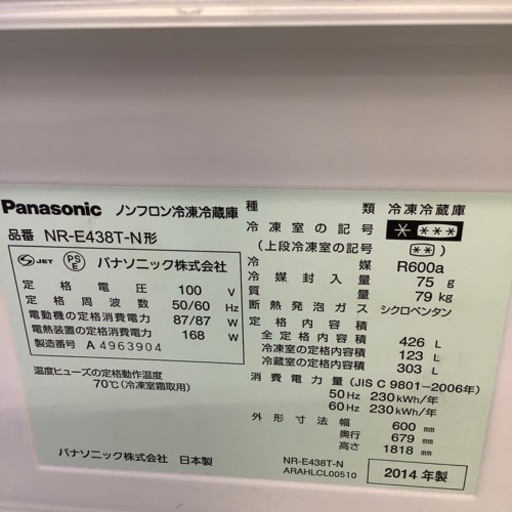 Panasonic ノンフロン冷凍冷蔵庫
品番 NR-E438T-N形
S JET PSE パナソニック株式会社
定格電圧 100 V
定格周波数 50/60 Hz
電動機の定格消費電力 87/87 W
電熱装置の定格消費電力 168 W
製造番号 A 4963904
温度ヒューズの定格動作温度
70℃(冷凍室霜取用)
パナソニック株式会社 日本製
種類 冷凍冷蔵庫
冷凍室の記号 * ***
(上段冷凍室の記号 **)
冷媒 R600a
冷媒封入量 75 g
質量 79 kg
断熱発泡ガス シクロペンタン
定格内容積
全定格内容積 426 L
冷凍室の定格内容積 123 L
冷蔵室の定格内容積 303 L
消費電力量(JIS C 9801-2006年)
50Hz 230 kWh/年
60Hz 230 kWh/年
外形寸法 幅 600 mm
奥行 679 mm
高さ 1818 mm
NR-E438T-N
ARAHLCL00510
2014 年製